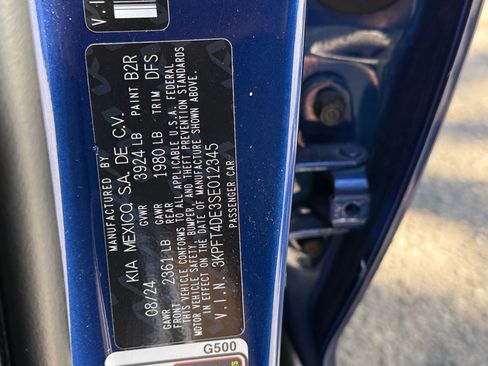 V.I
MANUFACTURED BY
KIA MEXICO, S.A. DE C.V.
08/24 GVWR 3924 LB PAINT B2R
GAWR FRONT 2361 LB GAWR REAR 1980 LB TRIM DFS
THIS VEHICLE CONFORMS TO ALL APPLICABLE U.S.A. FEDERAL
MOTOR VEHICLE SAFETY, BUMPER, AND THEFT PREVENTION STANDARDS
IN EFFECT ON THE DATE OF MANUFACTURE SHOWN ABOVE.
V.I.N. 3KPFT4DE3SE012345
PASSENGER CAR
G500